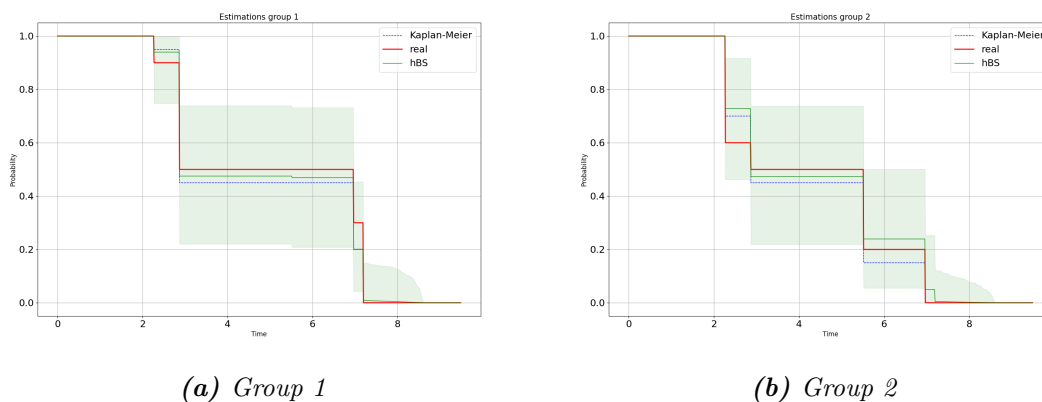 Estimations group 1
1.0
0.8
0.6
0.4
0.2
0.0
Probability
0 2 4 6 8
Time
Kaplan-Meier
real
hBS
(a) Group 1
Estimations group 2
1.0
0.8
0.6
0.4
0.2
0.0
Probability
0 2 4 6 8
Time
Kaplan-Meier
real
hBS
(b) Group 2